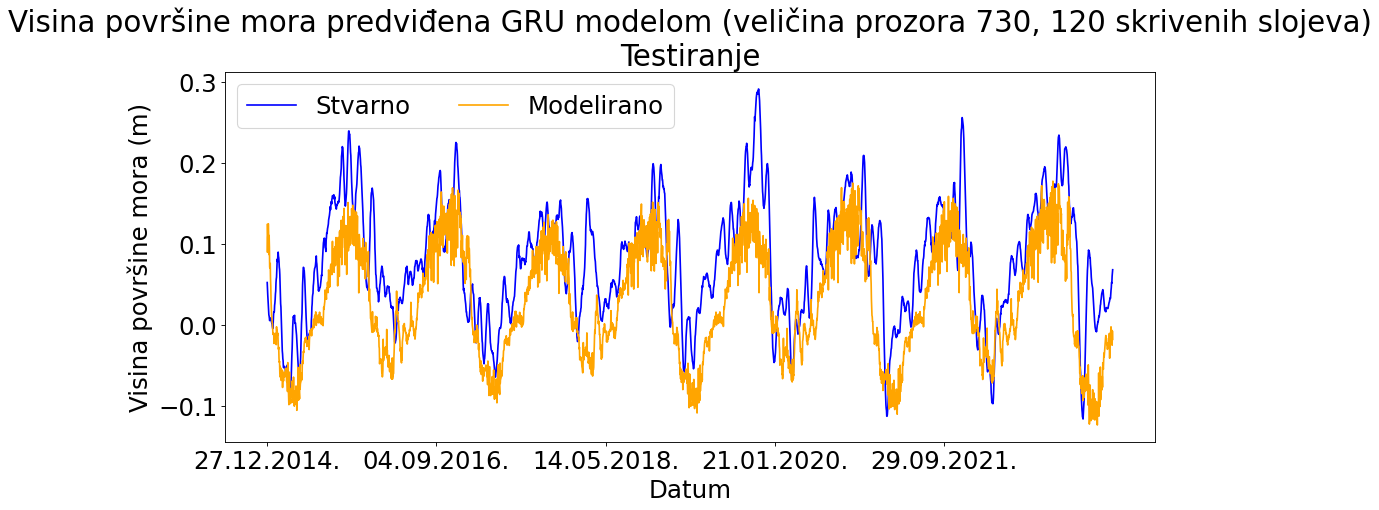 Visina površine mora predviđena GRU modelom (veličina prozora 730, 120 skrivenih slojeva)
Testiranje
Stvarno
Modelirano
Visina površine mora (m)
0.3
0.2
0.1
0.0
−0.1
27.12.2014.
04.09.2016.
14.05.2018.
21.01.2020.
29.09.2021.
Datum